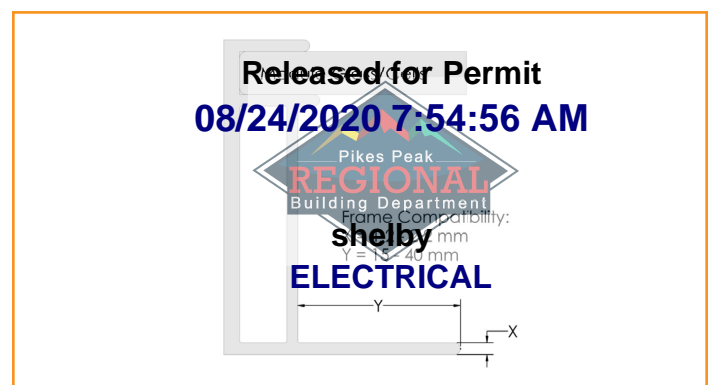 Released for Permit
08/24/2020 7:54:56 AM
Pikes Peak
REGIONAL
Building Department
Frame Compatibility:
shelby
mm
Y = 15 - 40 mm
ELECTRICAL
Y
X